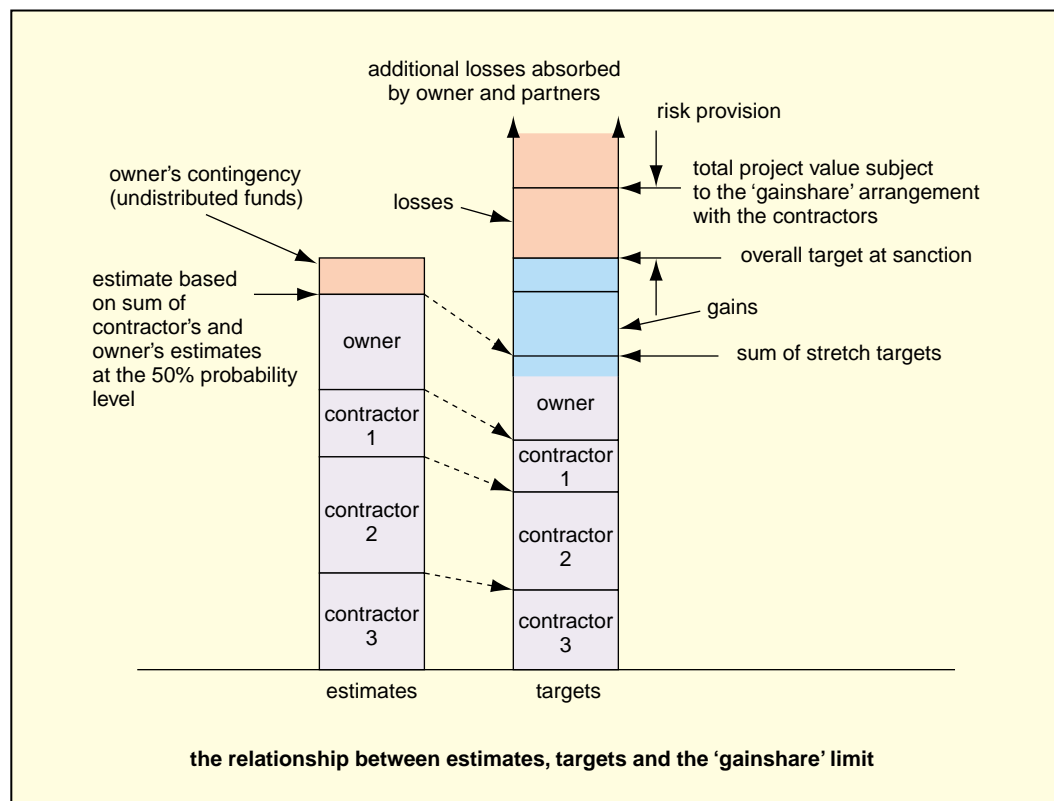 additional losses absorbed
by owner and partners
risk provision
owner's contingency
(undistributed funds)
total project value subject
to the ‘gainshare’ arrangement
with the contractors
losses
overall target at sanction
estimate based
on sum of
contractor's and
owner's estimates
at the 50% probability
level
gains
sum of stretch targets
owner
contractor
1
contractor
2
contractor
3
owner
contractor
1
contractor
2
contractor
3
estimates
targets
the relationship between estimates, targets and the ‘gainshare’ limit